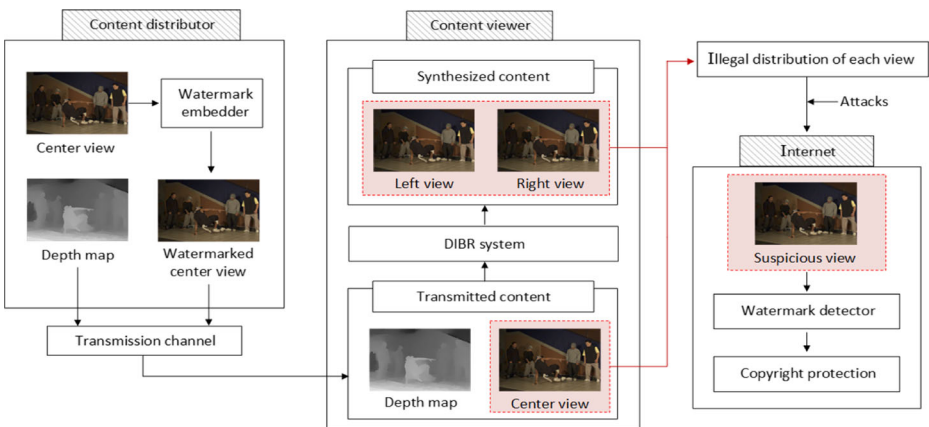 Content distributor
Center view
Watermark
embedder
Depth map
Watermarked
center view
Transmission channel
Content viewer
Synthesized content
Left view
Right view
DIBR system
Transmitted content
Depth map
Center view
Illegal distribution of each view
Attacks
Internet
Suspicious view
Watermark detector
Copyright protection